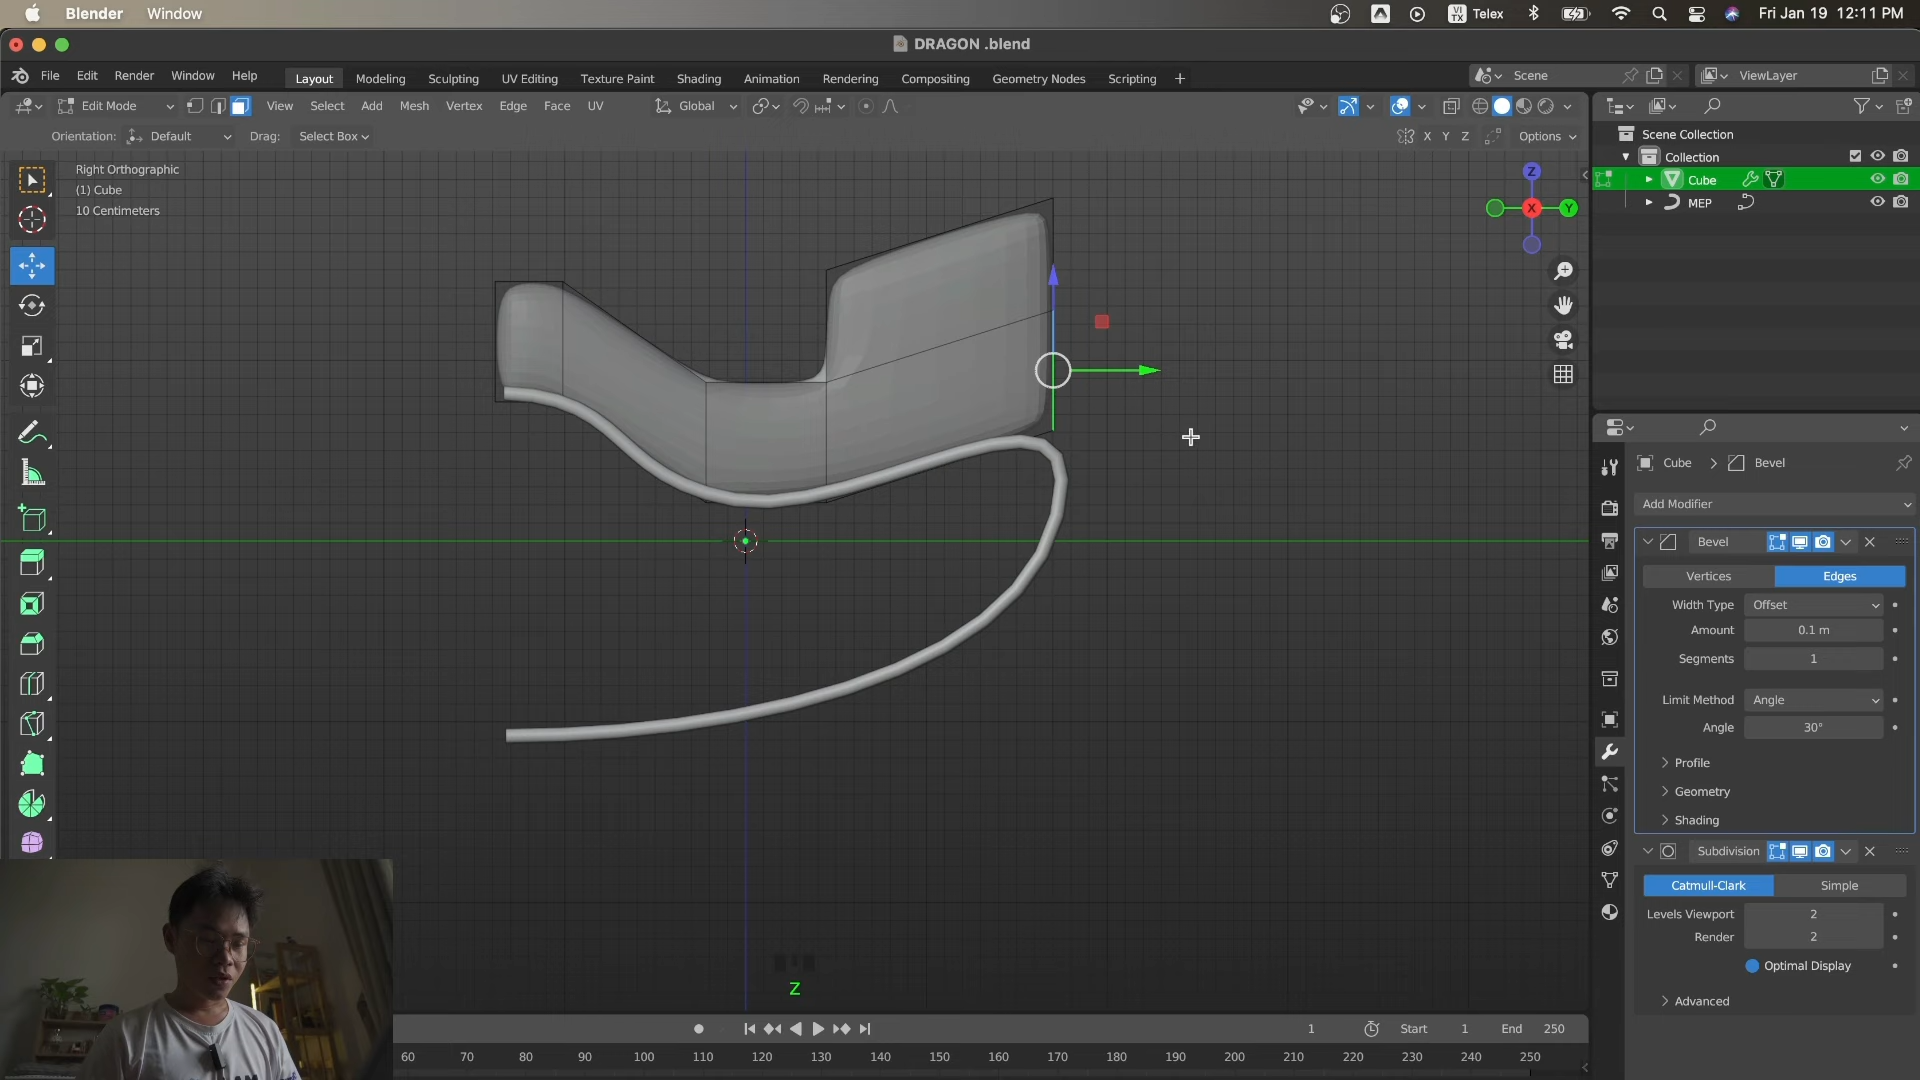 Blender Window Telex Fri Jan 19 12:11 PM
DRAGON .blend
File Edit Render Window Help Layout Modeling Sculpting UV Editing Texture Paint Shading Animation Rendering Compositing Geometry Nodes Scripting + Scene ViewLayer
Edit Mode View Select Add Mesh Vertex Edge Face UV Global
Orientation: Default Drag: Select Box X Y Z Options
Right Orthographic
(1) Cube
10 Centimeters
Z
X
Y
Scene Collection
Collection
Cube
MEP
Cube > Bevel
Add Modifier
Bevel
Vertices Edges
Width Type Offset
Amount 0.1 m
Segments 1
Limit Method Angle
Angle 30°
Profile
Geometry
Shading
Subdivision
Catmull-Clark Simple
Levels Viewport 2
Render 2
Optimal Display
Advanced
Z
1 Start 1 End 250
60 70 80 90 100 110 120 130 140 150 160 170 180 190 200 210 220 230 240 250